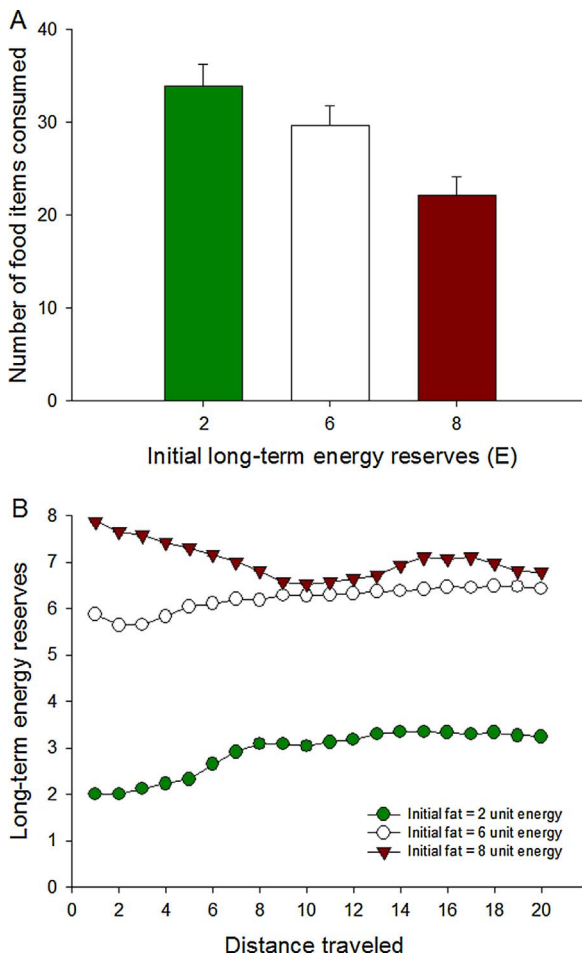 A
Number of food items consumed
40
30
20
10
0
2 6 8
Initial long-term energy reserves (E)
B
Long-term energy reserves
8
7
6
5
4
3
2
1
0
Initial fat = 2 unit energy
Initial fat = 6 unit energy
Initial fat = 8 unit energy
0 2 4 6 8 10 12 14 16 18 20
Distance traveled